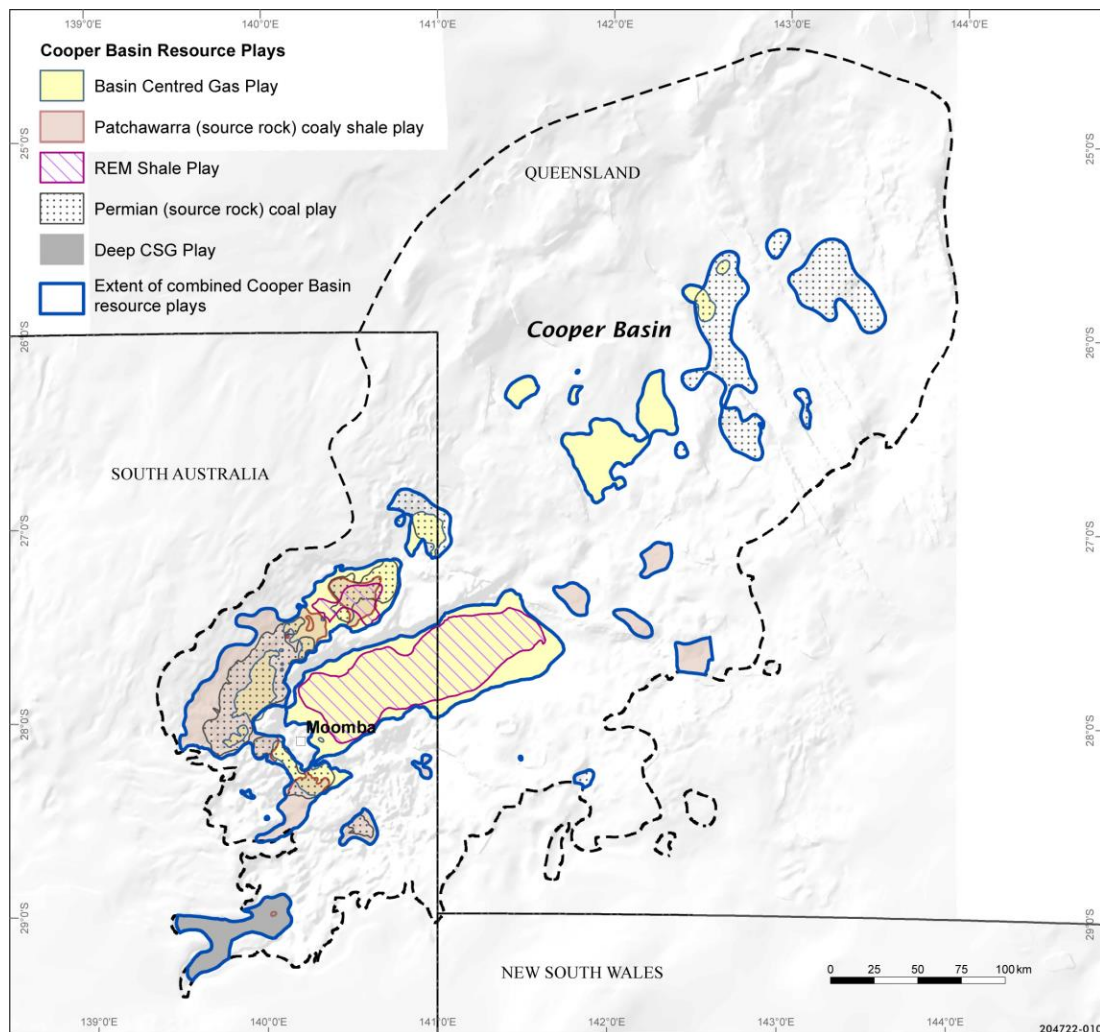 139°0'E
140°0'E
141°0'E
142°0'E
143°0'E
144°0'E
Cooper Basin Resource Plays
Basin Centred Gas Play
Patchawarra (source rock) coaly shale play
REM Shale Play
Permian (source rock) coal play
Deep CSG Play
Extent of combined Cooper Basin
resource plays
25°0'S
25°0'S
QUEENSLAND
26°0'S
26°0'S
Cooper Basin
SOUTH AUSTRALIA
27°0'S
27°0'S
28°0'S
28°0'S
Moomba
29°0'S
29°0'S
NEW SOUTH WALES
0 25 50 75 100 km
139°0'E
140°0'E
141°0'E
142°0'E
143°0'E
144°0'E
204722-010